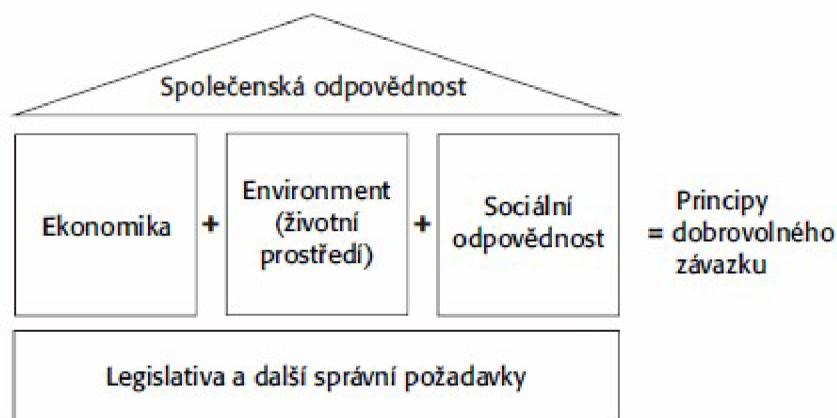 Společenská odpovědnost
Ekonomika
+
Environment
(životní
prostředí)
+
Sociální
odpovědnost
Principy
= dobrovolného
závazku
Legislativa a další správní požadavky